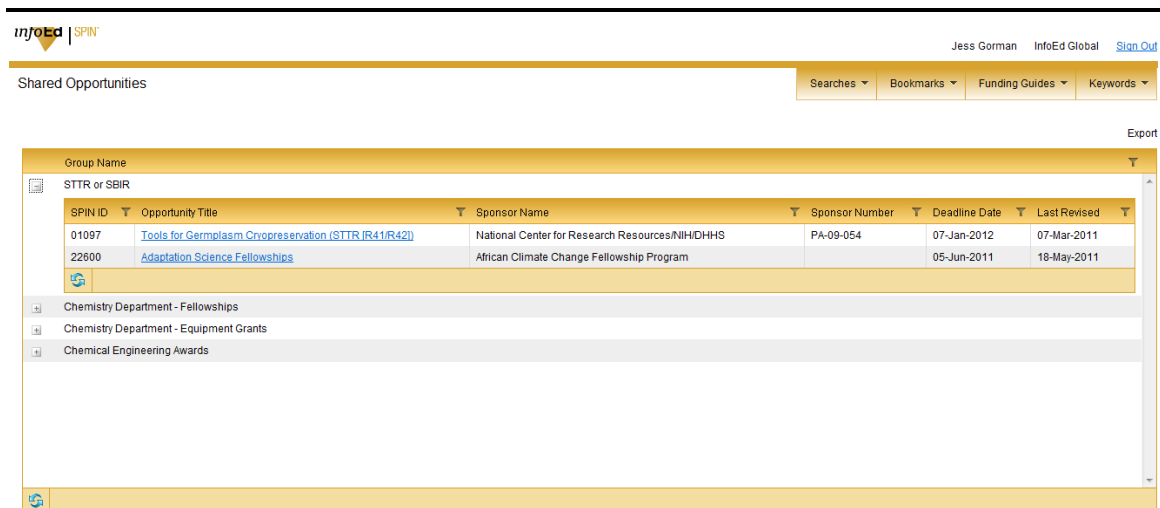 infoEd | SPIN
Jess Gorman InfoEd Global Sign Out
Shared Opportunities
Searches Bookmarks Funding Guides Keywords
Export
Group Name
STTR or SBIR
SPIN ID Opportunity Title Sponsor Name Sponsor Number Deadline Date Last Revised
01097 Tools for Germplasm Cryopreservation (STTR [R41/R42]) National Center for Research Resources/NIH/DHHS PA-09-054 07-Jan-2012 07-Mar-2011
22600 Adaptation Science Fellowships African Climate Change Fellowship Program 05-Jun-2011 18-May-2011
Chemistry Department - Fellowships
Chemistry Department - Equipment Grants
Chemical Engineering Awards